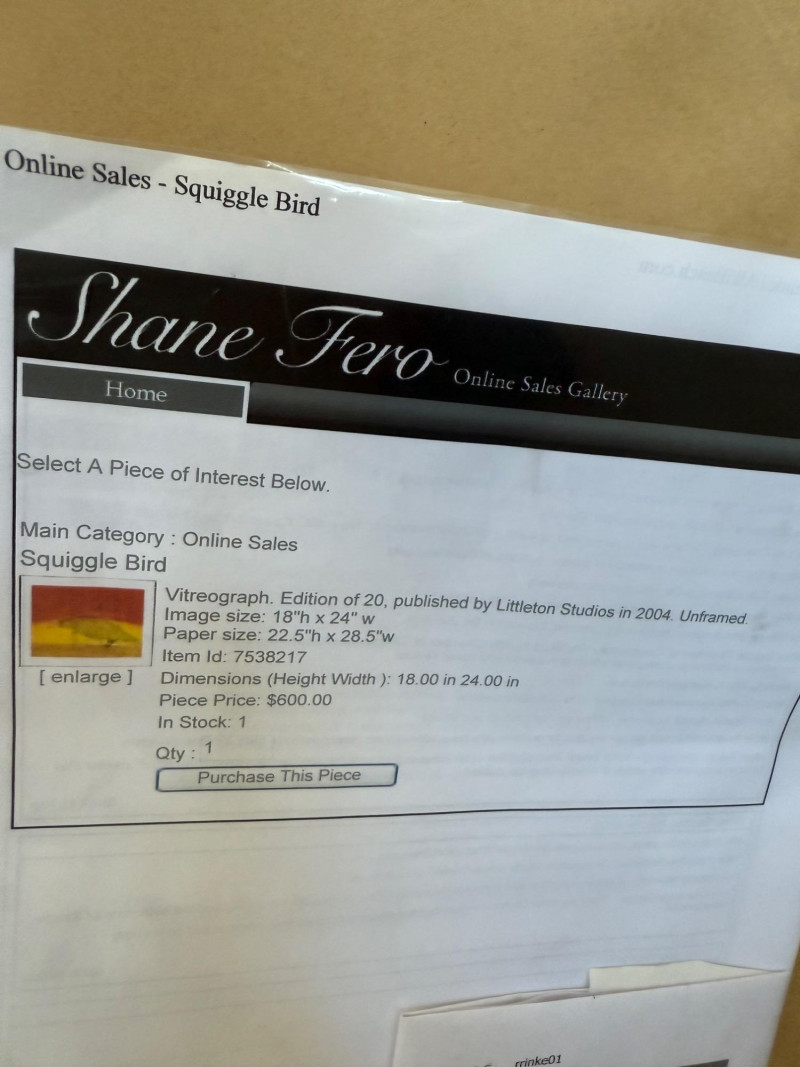 Online Sales - Squiggle Bird
Shane Fero Online Sales Gallery
Home
Select A Piece of Interest Below.
Main Category : Online Sales
Squiggle Bird
Vitreograph. Edition of 20, published by Littleton Studios in 2004. Unframed.
Image size: 18"h x 24" w
Paper size: 22.5"h x 28.5"w
Item Id: 7538217
[ enlarge ]
Dimensions (Height Width ): 18.00 in 24.00 in
Piece Price: $600.00
In Stock: 1
Qty : 1
Purchase This Piece
rrinke01